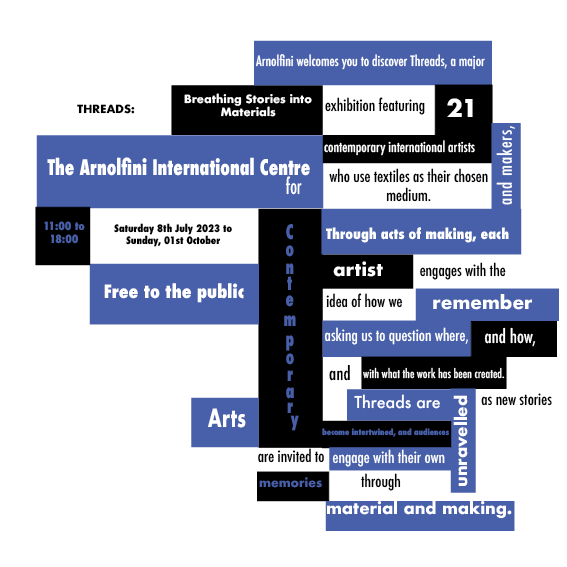 Arnolfini welcomes you to discover Threads, a major
THREADS:
Breathing Stories into
Materials
exhibition featuring
21
contemporary international artists
and makers,
The Arnolfini International Centre
for
who use textiles as their chosen
medium.
11:00 to
18:00
Saturday 8th July 2023 to
Sunday, 01st October
Contemporary
Through acts of making, each
artist
engages with the
Free to the public
idea of how we
remember
asking us to question where,
and how,
and
with what the work has been created.
Threads are
unravelled
as new stories
Arts
become intertwined, and audiences
are invited to
engage with their own
memories
through
material and making.